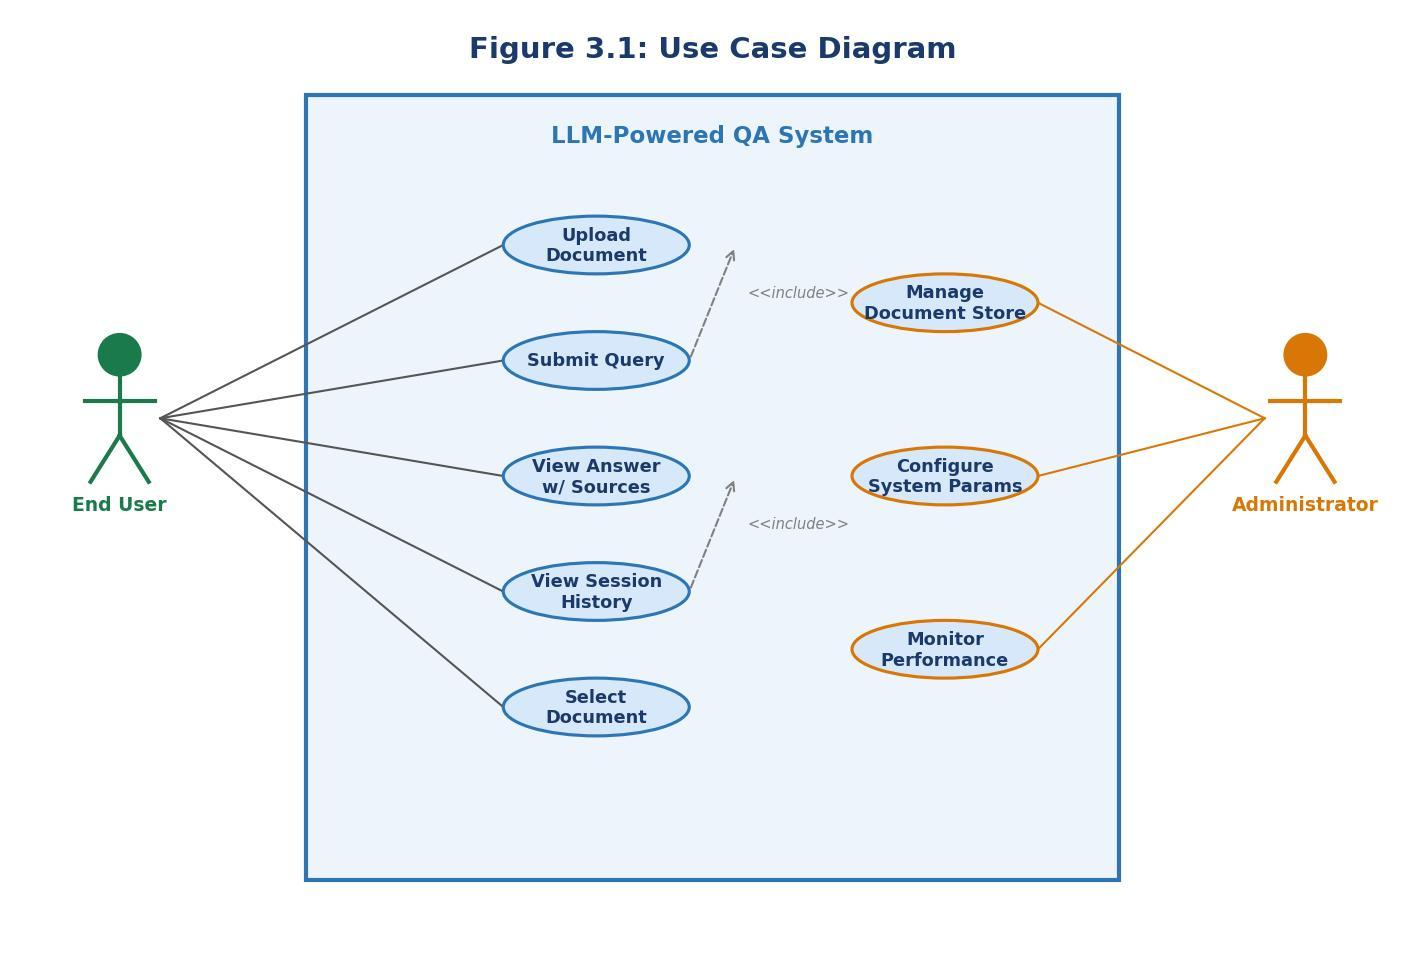 Figure 3.1: Use Case Diagram
LLM-Powered QA System
Upload
Document
<<include>>
Manage
Document Store
Submit Query
View Answer
w/ Sources
Configure
System Params
End User
Administrator
<<include>>
View Session
History
Monitor
Performance
Select
Document